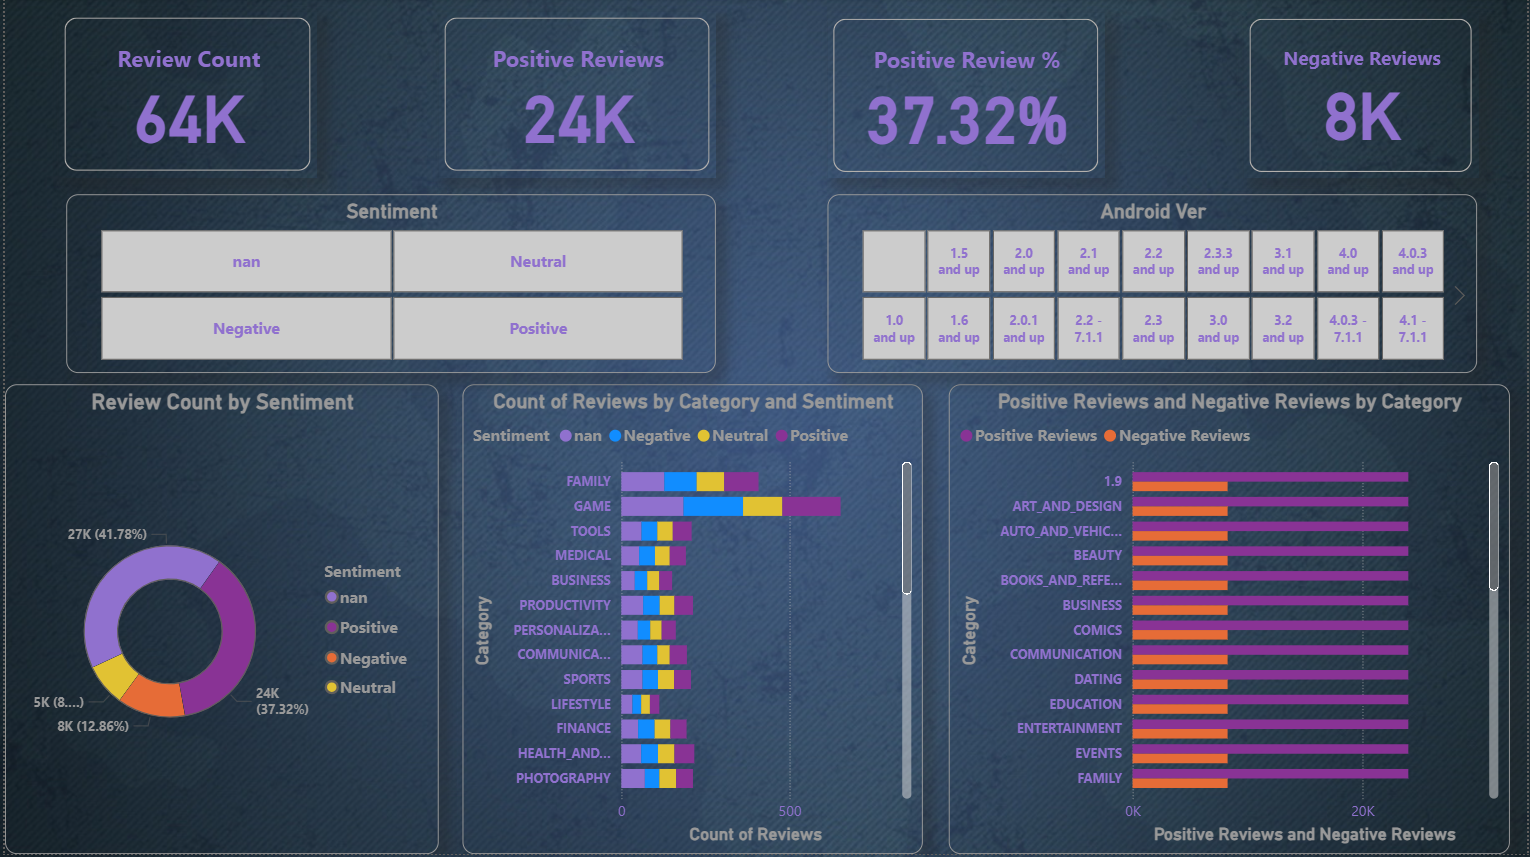 Review Count
64K
Positive Reviews
24K
Positive Review %
37.32%
Negative Reviews
8K
Sentiment
nan
Neutral
Negative
Positive
Android Ver
1.5
and up
2.0
and up
2.1
and up
2.2
and up
2.3.3
and up
3.1
and up
4.0
and up
4.0.3
and up
1.0
and up
1.6
and up
2.0.1
and up
2.2 -
7.1.1
2.3
and up
3.0
and up
3.2
and up
4.0.3 -
7.1.1
4.1 -
7.1.1
Review Count by Sentiment
27K (41.78%)
5K (8....)
8K (12.86%)
24K
(37.32%)
Sentiment
nan
Positive
Negative
Neutral
Count of Reviews by Category and Sentiment
Sentiment nan Negative Neutral Positive
Category
FAMILY
GAME
TOOLS
MEDICAL
BUSINESS
PRODUCTIVITY
PERSONALIZA...
COMMUNICA...
SPORTS
LIFESTYLE
FINANCE
HEALTH_AND...
PHOTOGRAPHY
0 500
Count of Reviews
Positive Reviews and Negative Reviews by Category
Positive Reviews Negative Reviews
Category
1.9
ART_AND_DESIGN
AUTO_AND_VEHIC...
BEAUTY
BOOKS_AND_REFE...
BUSINESS
COMICS
COMMUNICATION
DATING
EDUCATION
ENTERTAINMENT
EVENTS
FAMILY
0K 20K
Positive Reviews and Negative Reviews